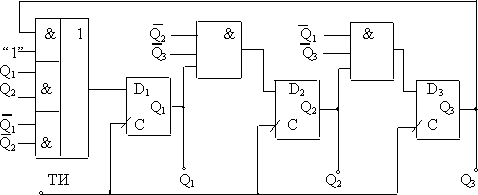 & 1
"1"
Q₁
Q₂ &
Q̅₁
Q̅₂ &
Q̅₂ &
Q̅₃
Q̅₁ &
Q̅₃
D₁ Q₁ C
D₂ Q₂ C
D₃ Q₃ C
ТИ
Q₁ Q₂ Q₃